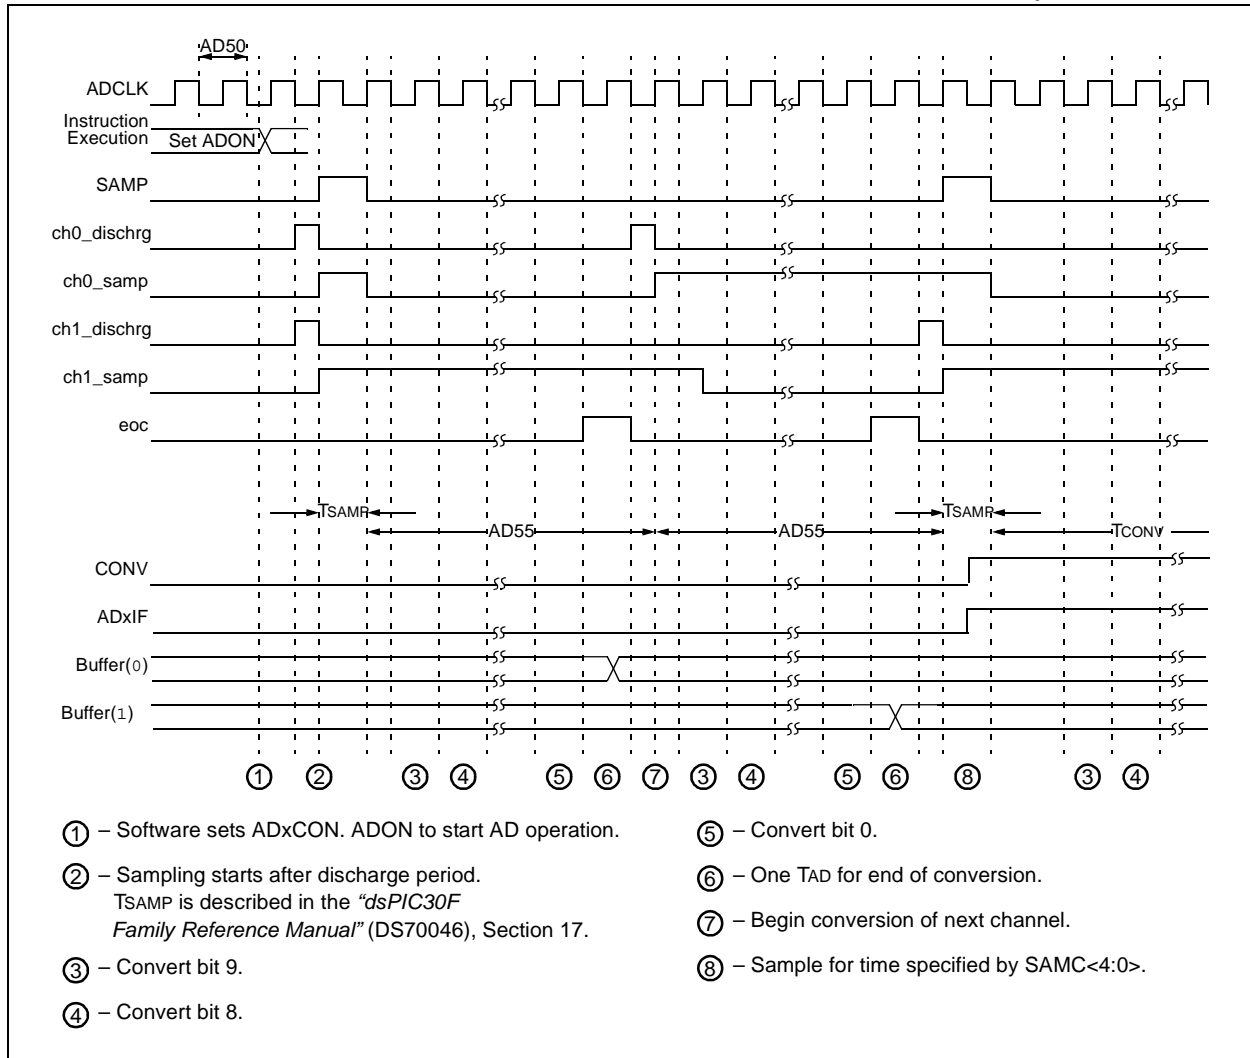 AD50
ADCLK
Instruction
Execution
Set ADON
SAMP
ch0_dischrg
ch0_samp
ch1_dischrg
ch1_samp
eoc
TSAMP
TSAMP
AD55
AD55
TCONV
CONV
ADxIF
Buffer(0)
Buffer(1)
1 2 3 4 5 6 7 3 4 5 6 8 3 4
1 – Software sets ADxCON. ADON to start AD operation.
2 – Sampling starts after discharge period.
TSAMP is described in the "dsPIC30F
Family Reference Manual" (DS70046), Section 17.
3 – Convert bit 9.
4 – Convert bit 8.
5 – Convert bit 0.
6 – One TAD for end of conversion.
7 – Begin conversion of next channel.
8 – Sample for time specified by SAMC<4:0>.